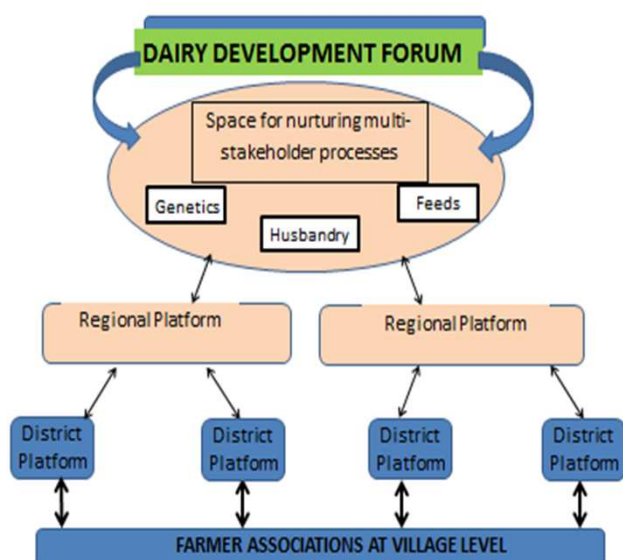 DAIRY DEVELOPMENT FORUM
Space for nurturing multi-
stakeholder processes
Genetics
Feeds
Husbandry
Regional Platform
Regional Platform
District
Platform
District
Platform
District
Platform
District
Platform
FARMER ASSOCIATIONS AT VILLAGE LEVEL